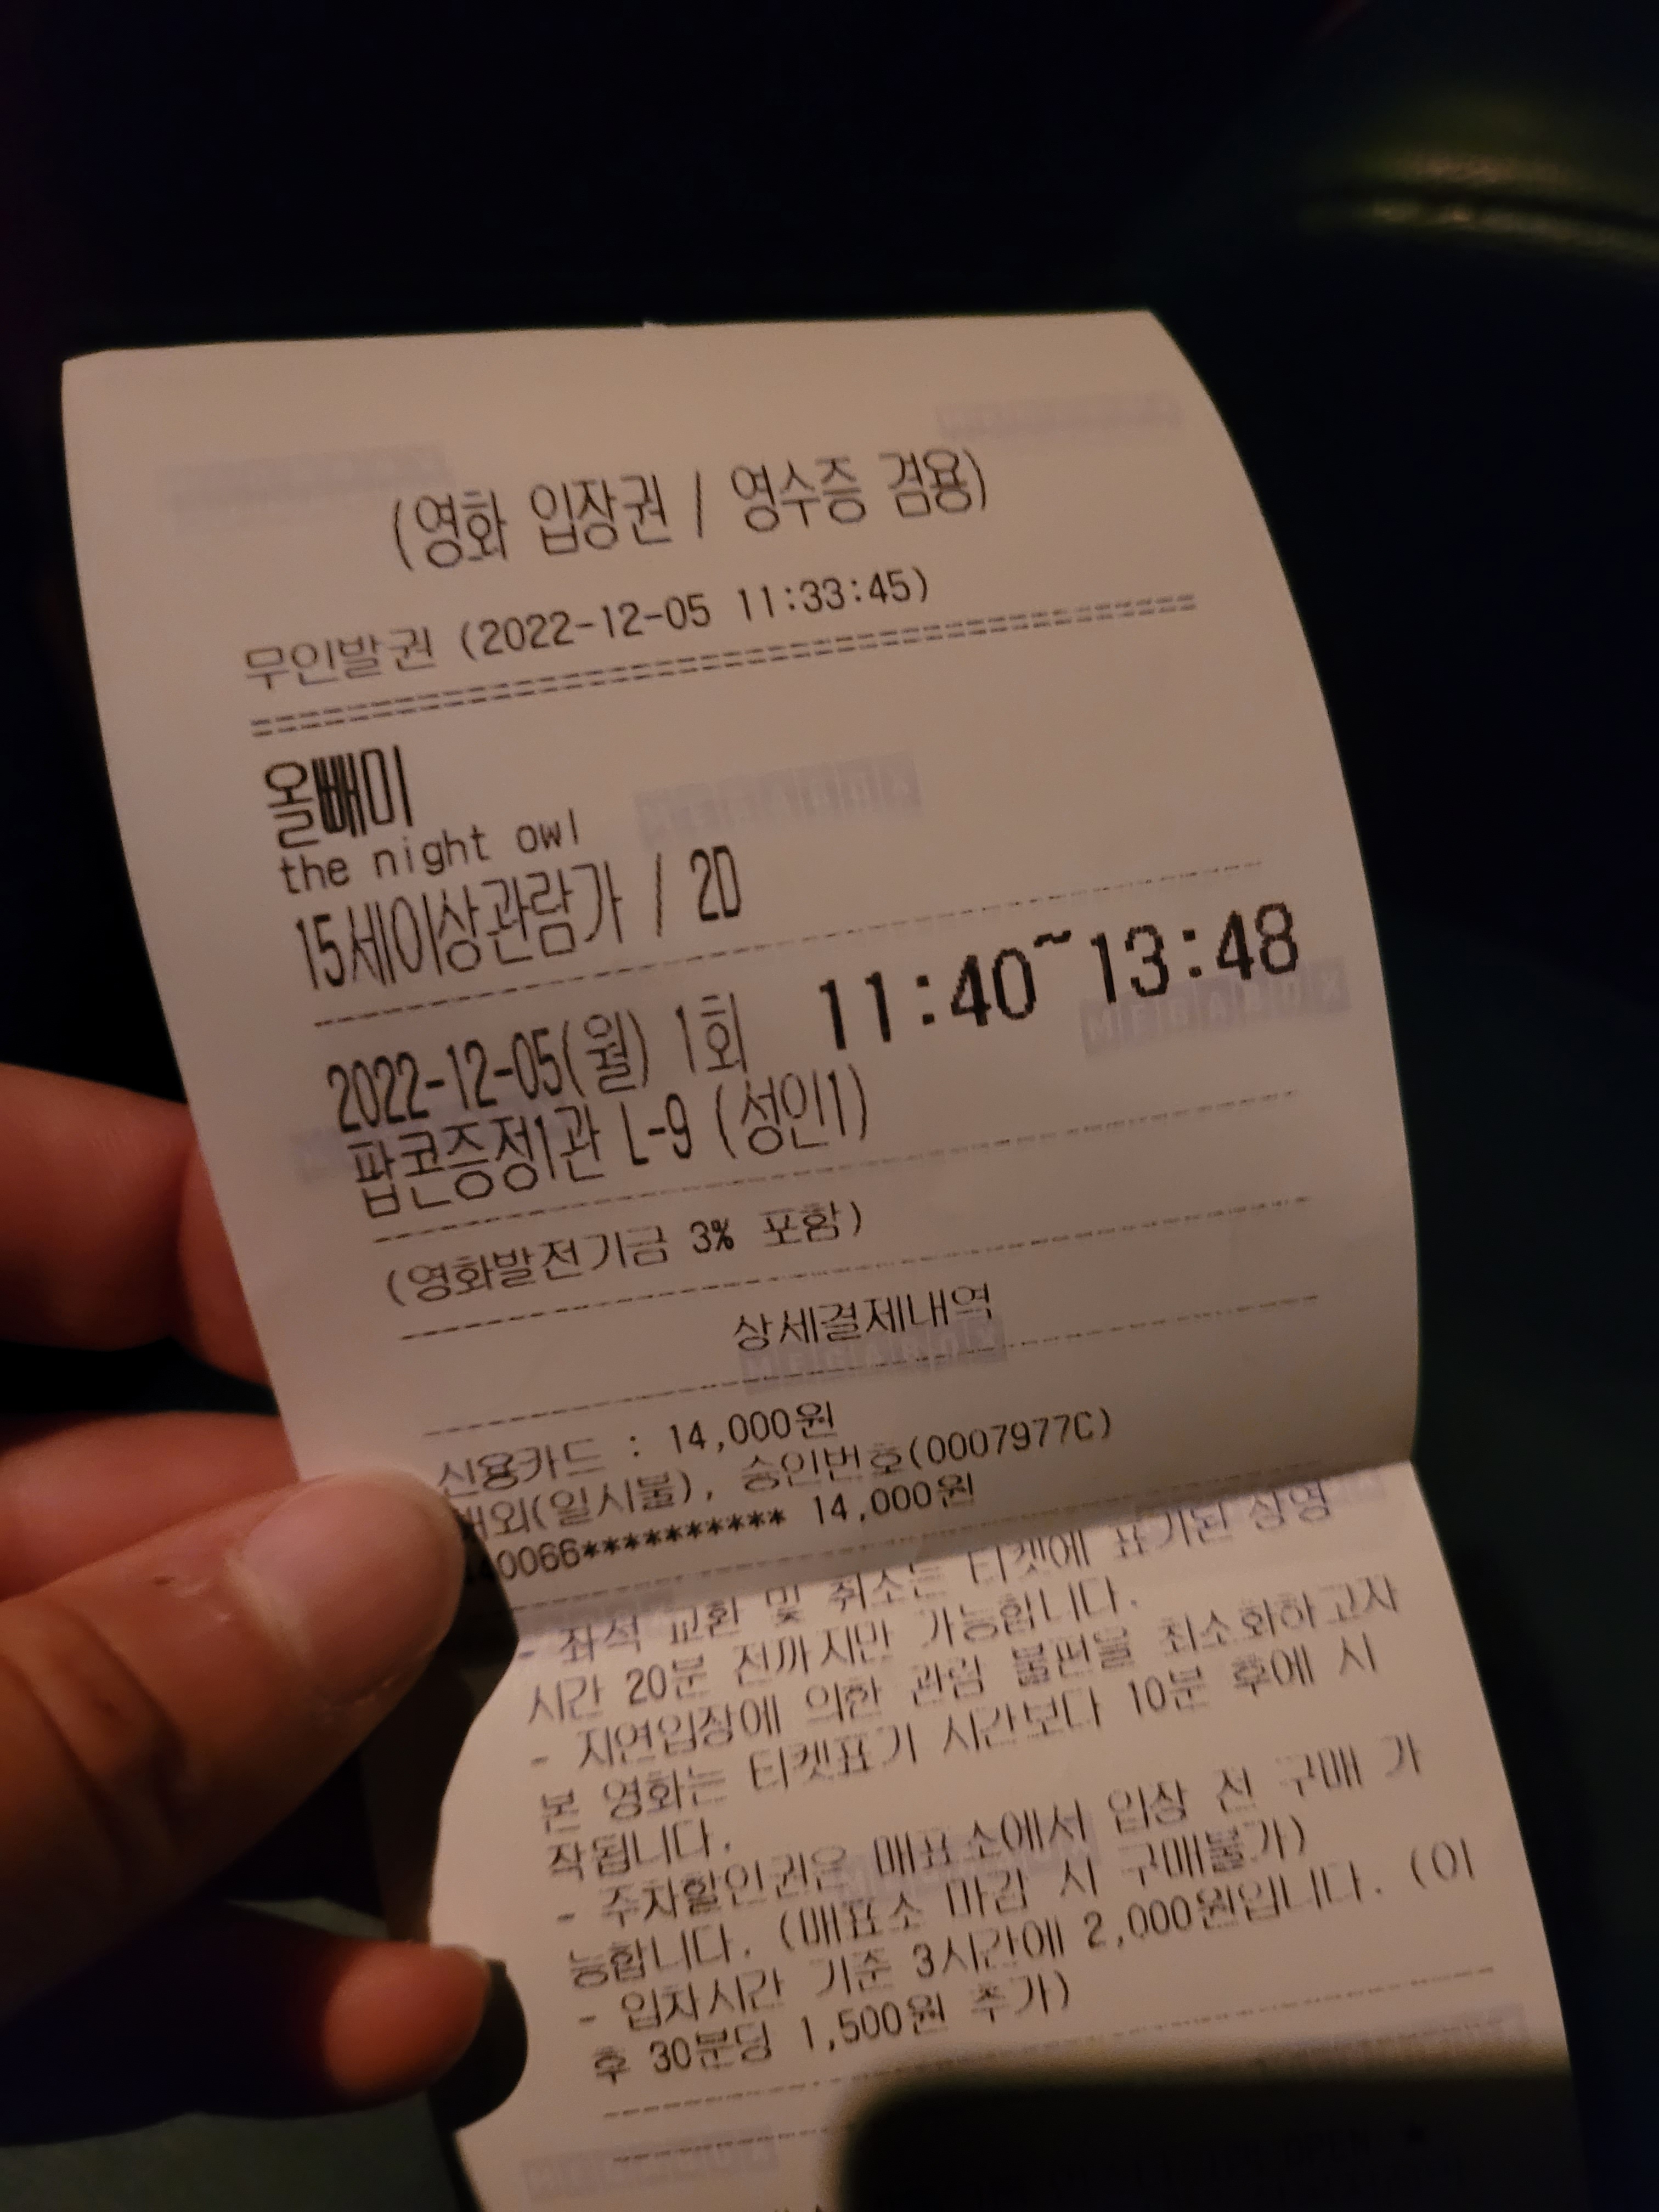 (영화 입장권 / 영수증 겸용)
무인발권 (2022-12-05 11:33:45)
올빼미
the night owl
15세이상관람가 / 2D
2022-12-05(월) 1회 11:40~13:48
팝콘증정1관 L-9 (성인1)
(영화발전기금 3% 포함)
상세결제내역
신용카드 : 14,000원
해외(일시불), 승인번호(0007977C)
0066********** 14,000원
- 좌석 교환 및 취소는 티켓에 표기된 상영
시간 20분 전까지만 가능합니다.
- 지연입장에 의한 관람 불편을 최소화하고자
본 영화는 티켓표기 시간보다 10분 후에 시
작됩니다.
- 주차할인권은 매표소에서 입장 전 구매 가
능합니다. (매표소 마감 시 구매불가)
- 입차시간 기준 3시간에 2,000원입니다. (이
후 30분당 1,500원 추가)